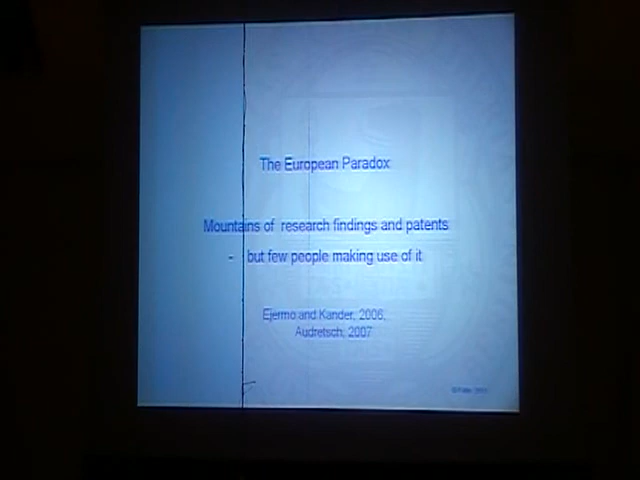 The European Paradox
Mountains of research findings and patents
- but few people making use of it
Ejermo and Kander, 2006,
Audretsch, 2007